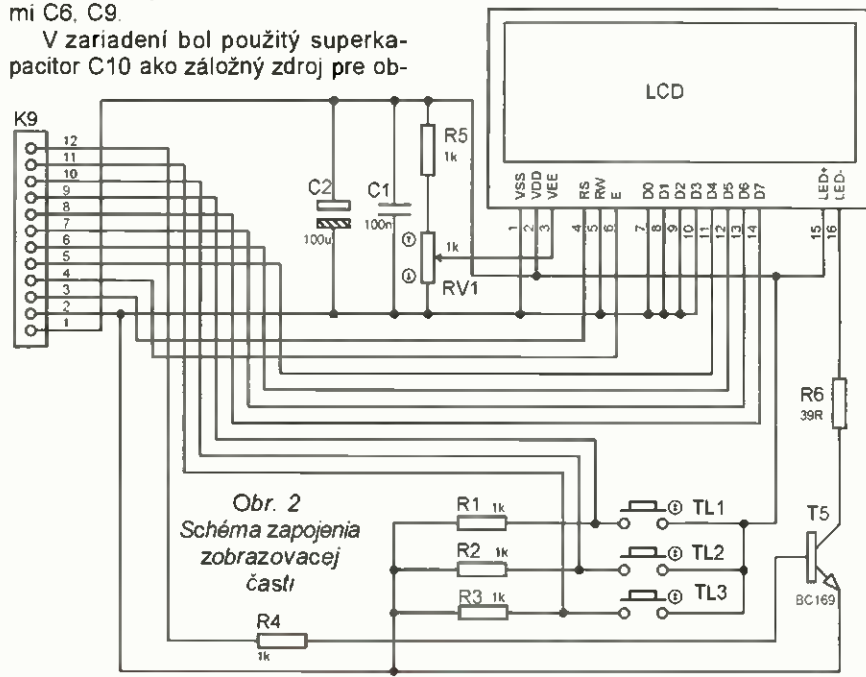 mi C6, C9.
V zariadení bol použitý superka-
pacitor C10 ako záložný zdroj pre ob-
K9
12
11
10
9
8
7
6
5
4
3
2
1
C2
100u
C1
100n
R5
1k
1k
RV1
LCD
VSS
VDD
VEE
RS
RW
E
D0
D1
D2
D3
D4
D5
D6
D7
LED+
LED-
1
2
3
4
5
6
7
8
9
10
11
12
13
14
15
16
R6
39R
Obr. 2
Schéma zapojenia
zobrazovacej
časti
R1 1k
R2 1k
R3 1k
TL1
TL2
TL3
T5
BC169
R4
1k